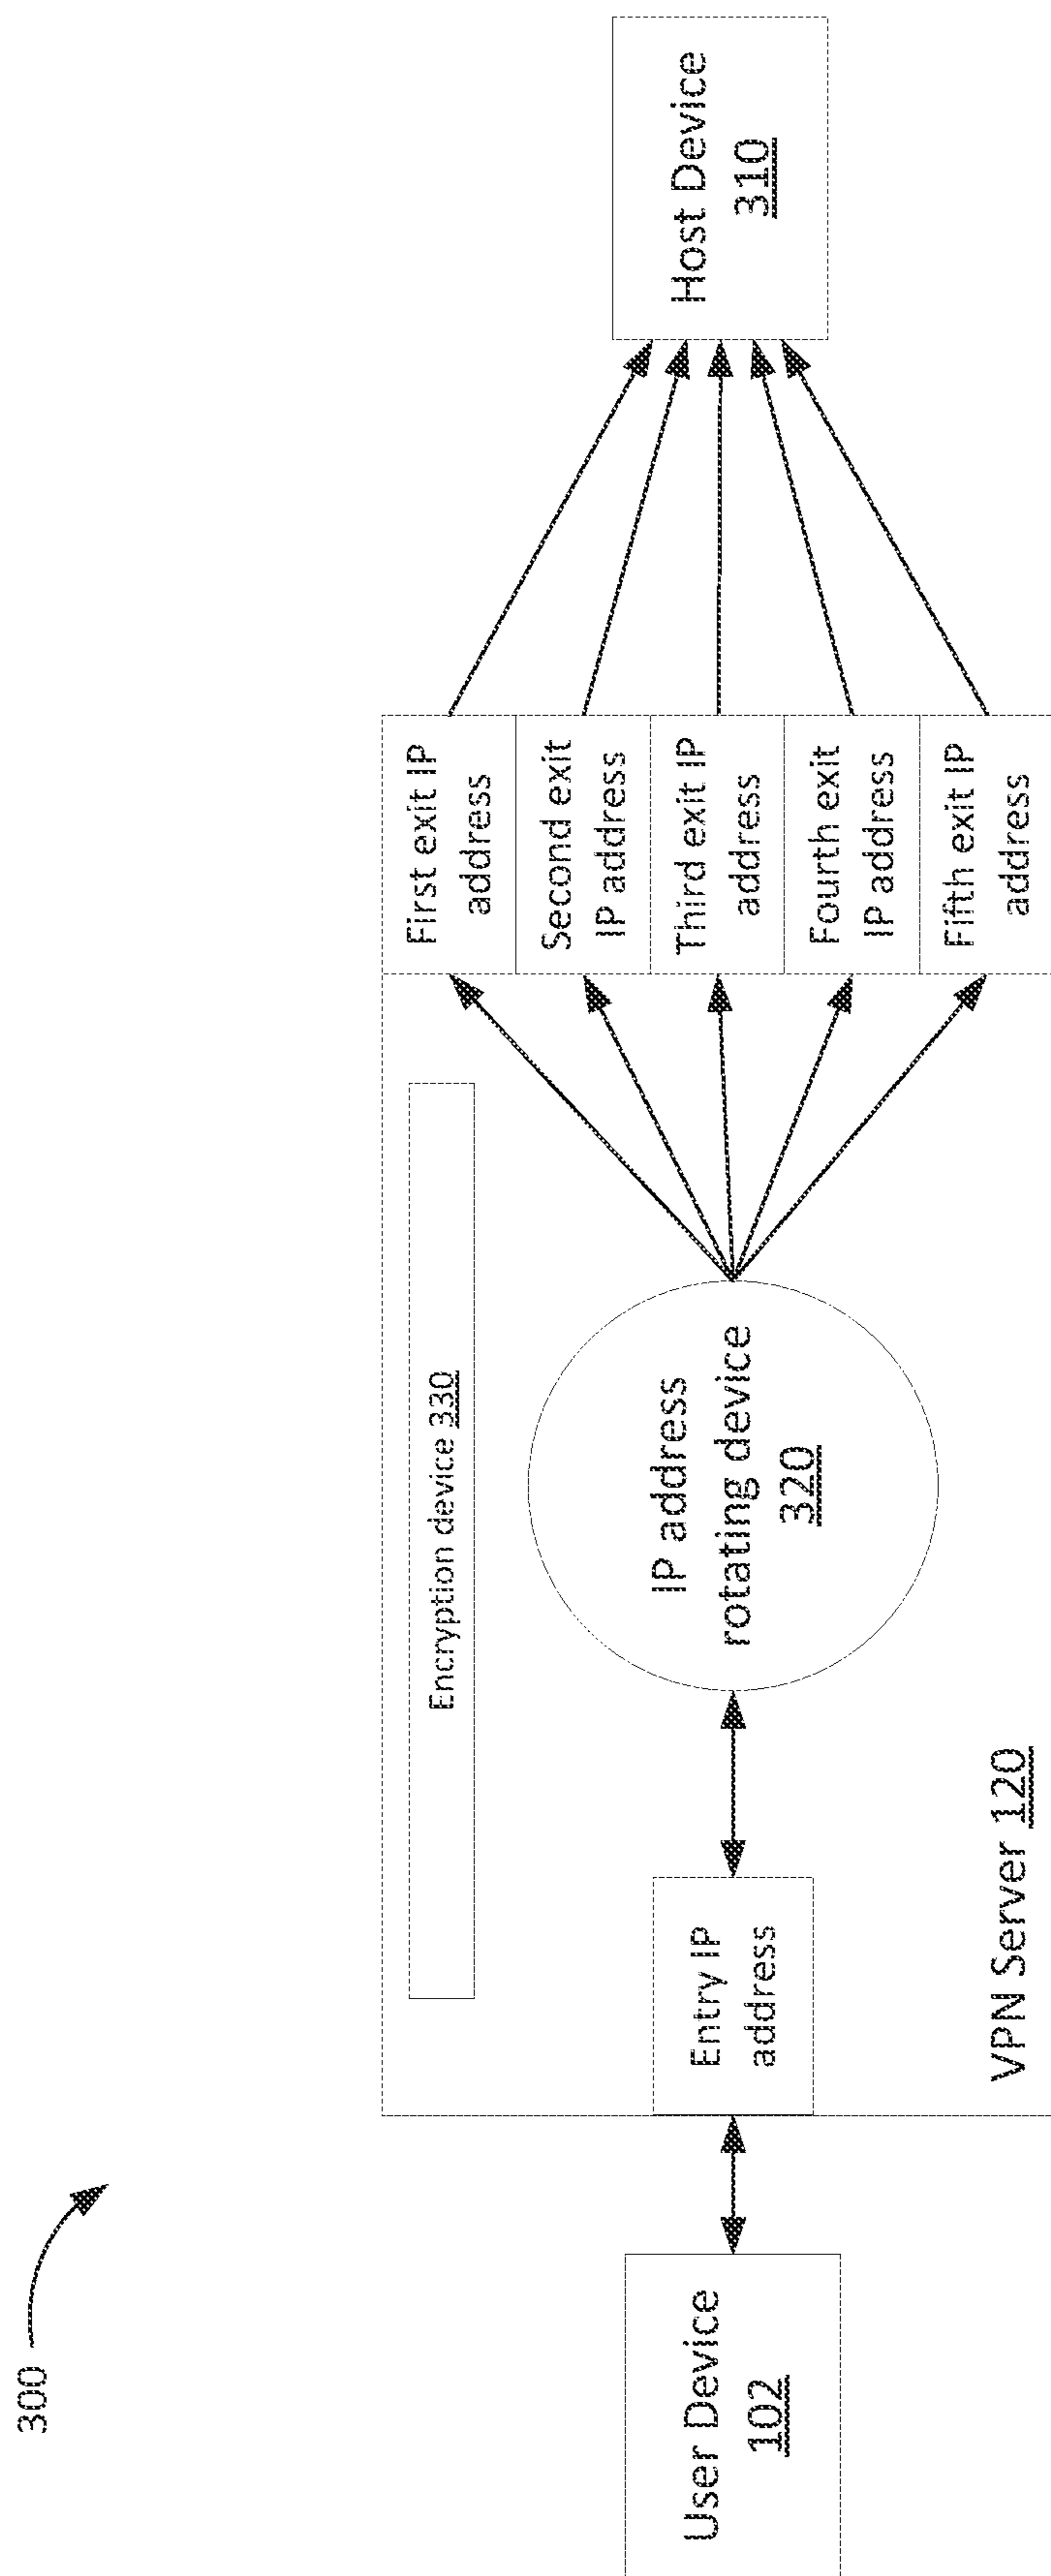 300
User Device
102
Entry IP
address
VPN Server 120
Encryption device 330
IP address
rotating device
320
First exit IP
address
Second exit
IP address
Third exit IP
address
Fourth exit
IP address
Fifth exit IP
address
Host Device
310